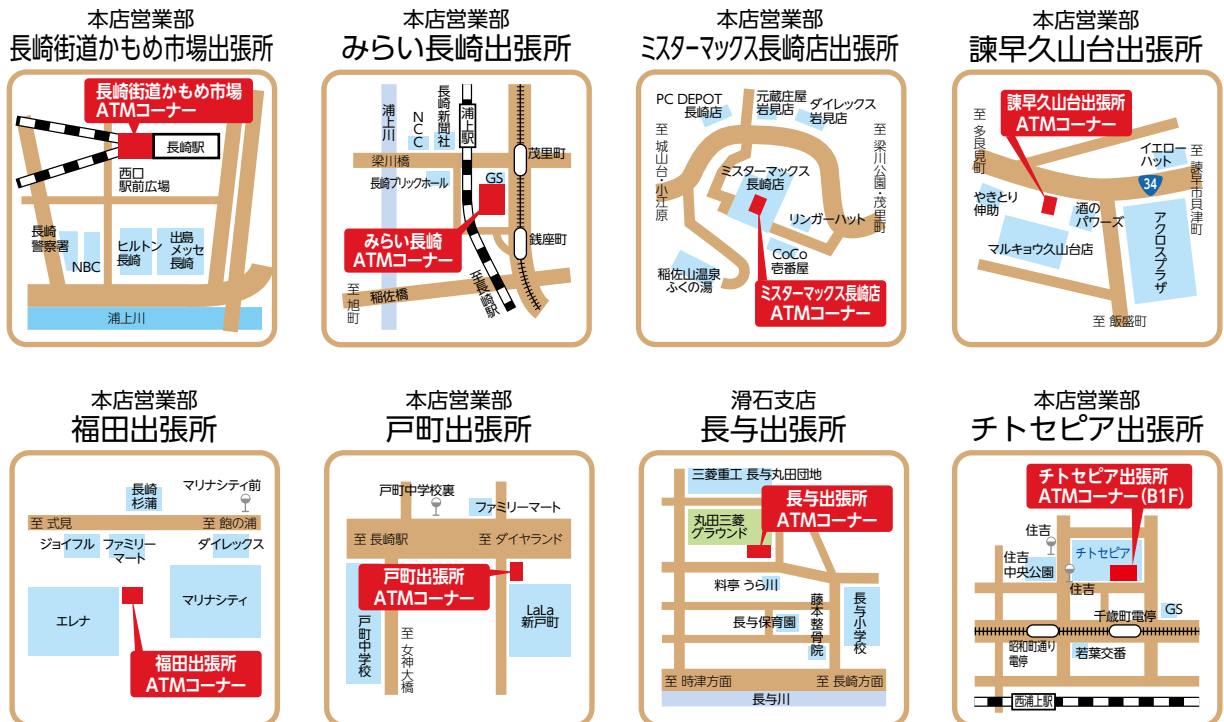 本店営業部
長崎街道かもめ市場出張所
長崎街道かもめ市場
ATMコーナー
長崎駅
西口
駅前広場
長崎
警察署
NBC
ヒルトン
長崎
出島
メッセ
長崎
浦上川
本店営業部
みらい長崎出張所
浦上川
NCC
長崎新聞社
浦上駅
茂里町
梁川橋
長崎ブリックホール
GS
みらい長崎
ATMコーナー
銭座町
至長崎駅
至 旭町
稲佐橋
本店営業部
ミスターマックス長崎店出張所
PC DEPOT
長崎店
元蔵庄屋
岩見店
ダイレックス
岩見店
至 城山台・小江原
至 梁川公園・茂里町
ミスターマックス
長崎店
リンガーハット
CoCo
壱番屋
稲佐山温泉
ふくの湯
ミスターマックス長崎店
ATMコーナー
本店営業部
諫早久山台出張所
諫早久山台出張所
ATMコーナー
至 多良見町
イエロー
ハット
至 諫早市貝津町
34
やきとり
伸助
酒の
パワーズ
マルキョウ久山台店
アクロスプラザ
至 飯盛町
本店営業部
福田出張所
長崎
杉蒲
マリナシティ前
至 式見
至 飽の浦
ジョイフル
ファミリー
マート
ダイレックス
エレナ
マリナシティ
福田出張所
ATMコーナー
本店営業部
戸町出張所
戸町中学校裏
ファミリーマート
至 長崎駅
至 ダイヤランド
戸町出張所
ATMコーナー
LaLa
新戸町
戸町中学校
至 女神大橋
滑石支店
長与出張所
三菱重工 長与丸田団地
長与出張所
ATMコーナー
丸田三菱
グラウンド
料亭 うら川
長与保育園
藤本整骨院
長与小学校
至 時津方面
至 長崎方面
長与川
本店営業部
チトセピア出張所
チトセピア出張所
ATMコーナー(B1F)
住吉
チトセピア
住吉
中央公園
住吉
千歳町電停
GS
昭和町通り
電停
若葉交番
西浦上駅